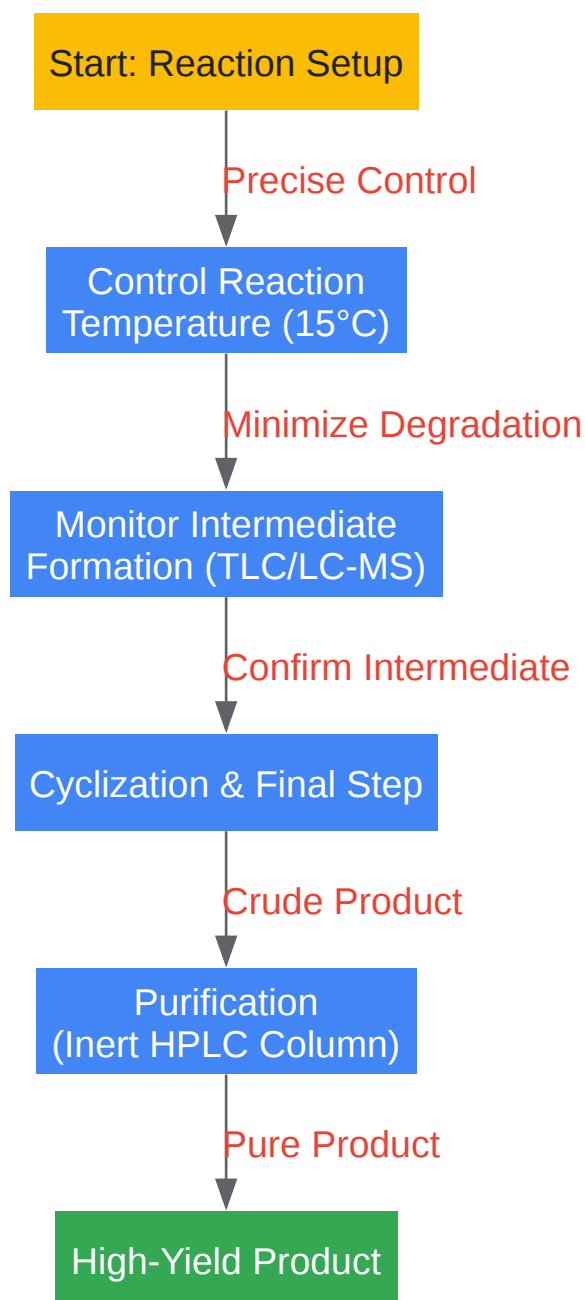 Start: Reaction Setup
Precise Control
Control Reaction
Temperature (15°C)
Minimize Degradation
Monitor Intermediate
Formation (TLC/LC-MS)
Confirm Intermediate
Cyclization & Final Step
Crude Product
Purification
(Inert HPLC Column)
Pure Product
High-Yield Product